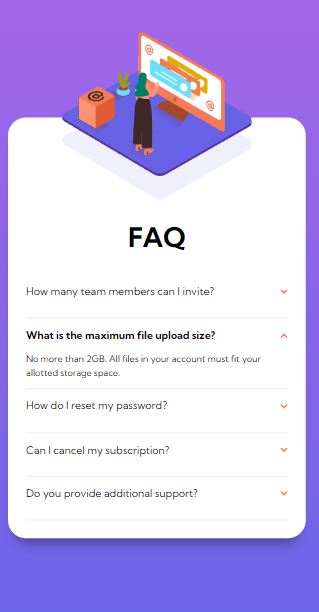 FAQ
How many team members can I invite?
What is the maximum file upload size?
No more than 2GB. All files in your account must fit your
allotted storage space.
How do I reset my password?
Can I cancel my subscription?
Do you provide additional support?